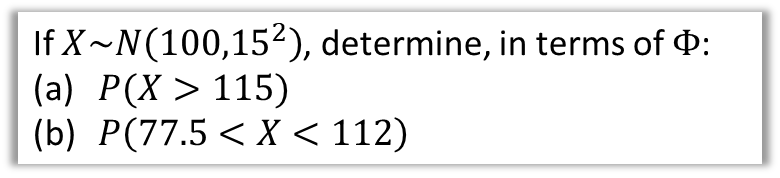 If X~N(100,15²), determine, in terms of Φ:
(a) P(X > 115)
(b) P(77.5 < X < 112)